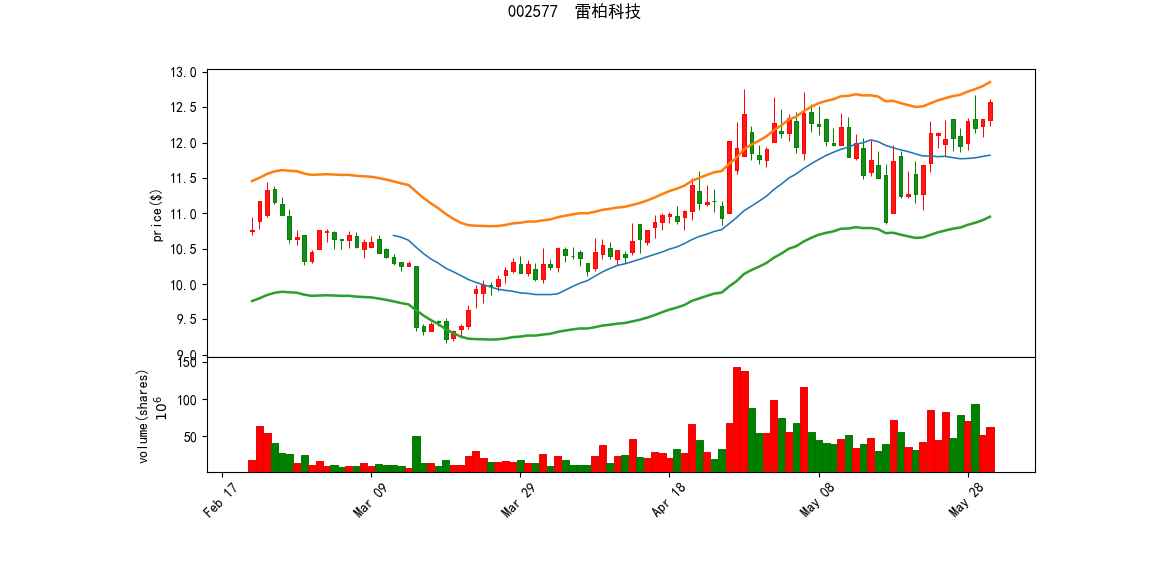 002577 雷柏科技
13.0
12.5
12.0
11.5
11.0
10.5
10.0
9.5
9.0
price($)
150
100
50
volume(shares)
10^6
Feb 17
Mar 09
Mar 29
Apr 18
May 08
May 28